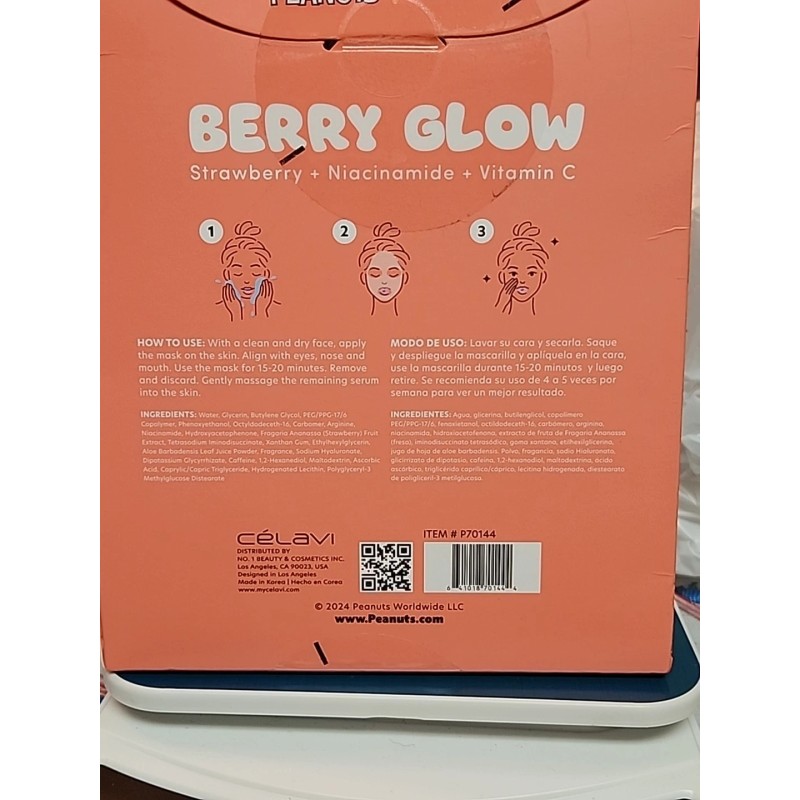 PEANUTS
BERRY GLOW
Strawberry + Niacinamide + Vitamin C
1
2
3
HOW TO USE: With a clean and dry face, apply
the mask on the skin. Align with eyes, nose and
mouth. Use the mask for 15-20 minutes. Remove
and discard. Gently massage the remaining serum
into the skin.
MODO DE USO: Lavar su cara y secarla. Saque
y despliegue la mascarilla y aplíquela en la cara,
use la mascarilla durante 15-20 minutos y luego
retire. Se recomienda su uso de 4 a 5 veces por
semana para ver un mejor resultado.
INGREDIENTS: Water, Glycerin, Butylene Glycol, PEG/PPG-17/6
Copolymer, Phenoxyethanol, Octyldodeceth-16, Carbomer, Arginine,
Niacinamide, Hydroxyacetophenone, Fragaria Ananassa (Strawberry) Fruit
Extract, Tetrasodium Iminodisuccinate, Xanthan Gum, Ethylhexylglycerin,
Aloe Barbadensis Leaf Juice Powder, Fragrance, Sodium Hyaluronate,
Dipotassium Glycyrrhizate, Caffeine, 1,2-Hexanediol, Maltodextrin, Ascorbic
Acid, Caprylic/Capric Triglyceride, Hydrogenated Lecithin, Polyglyceryl-3
Methylglucose Distearate
INGREDIENTES: Agua, glicerina, butilenglicol, copolímero
PEG/PPG-17/6, fenoxietanol, octildodeceth-16, carbómero, arginina,
niacinamida, hidroxiacetofenona, extracto de fruta de Fragaria Ananassa
(fresa), iminodisuccinato tetrasódico, goma xantana, etilhexilglicerina,
jugo de hoja de aloe barbadensis. Polvo, fragancia, sodio Hialuronato,
glicirrizato de dipotasio, cafeína, 1,2-hexanodiol, maltodextrina, ácido
ascórbico, triglicérido caprílico/cáprico, lecitina hidrogenada, diestearato
de poligliceril-3 metilglucosa.
CéLaVI
DISTRIBUTED BY
NO. 1 BEAUTY & COSMETICS INC.
Los Angeles, CA 90023, USA
Designed in Los Angeles
Made in Korea | Hecho en Corea
www.mycelavi.com
ITEM # P70144
6 41018 70144 4
© 2024 Peanuts Worldwide LLC
www.Peanuts.com